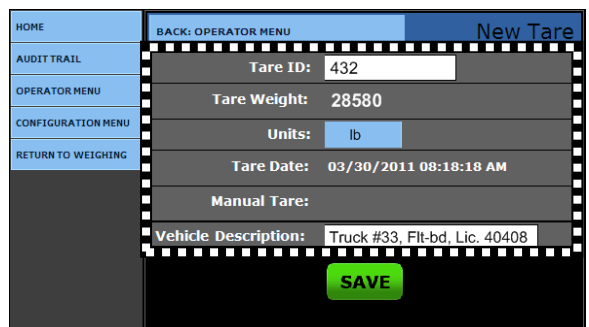 HOME
AUDIT TRAIL
OPERATOR MENU
CONFIGURATION MENU
RETURN TO WEIGHING
BACK: OPERATOR MENU
New Tare
Tare ID: 432
Tare Weight: 28580
Units: lb
Tare Date: 03/30/2011 08:18:18 AM
Manual Tare:
Vehicle Description: Truck #33, Flt-bd, Lic. 40408
SAVE